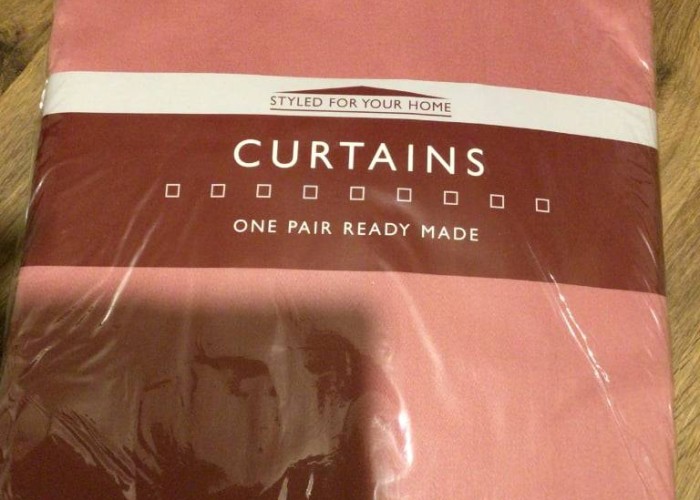 STYLED FOR YOUR HOME
CURTAINS
ONE PAIR READY MADE